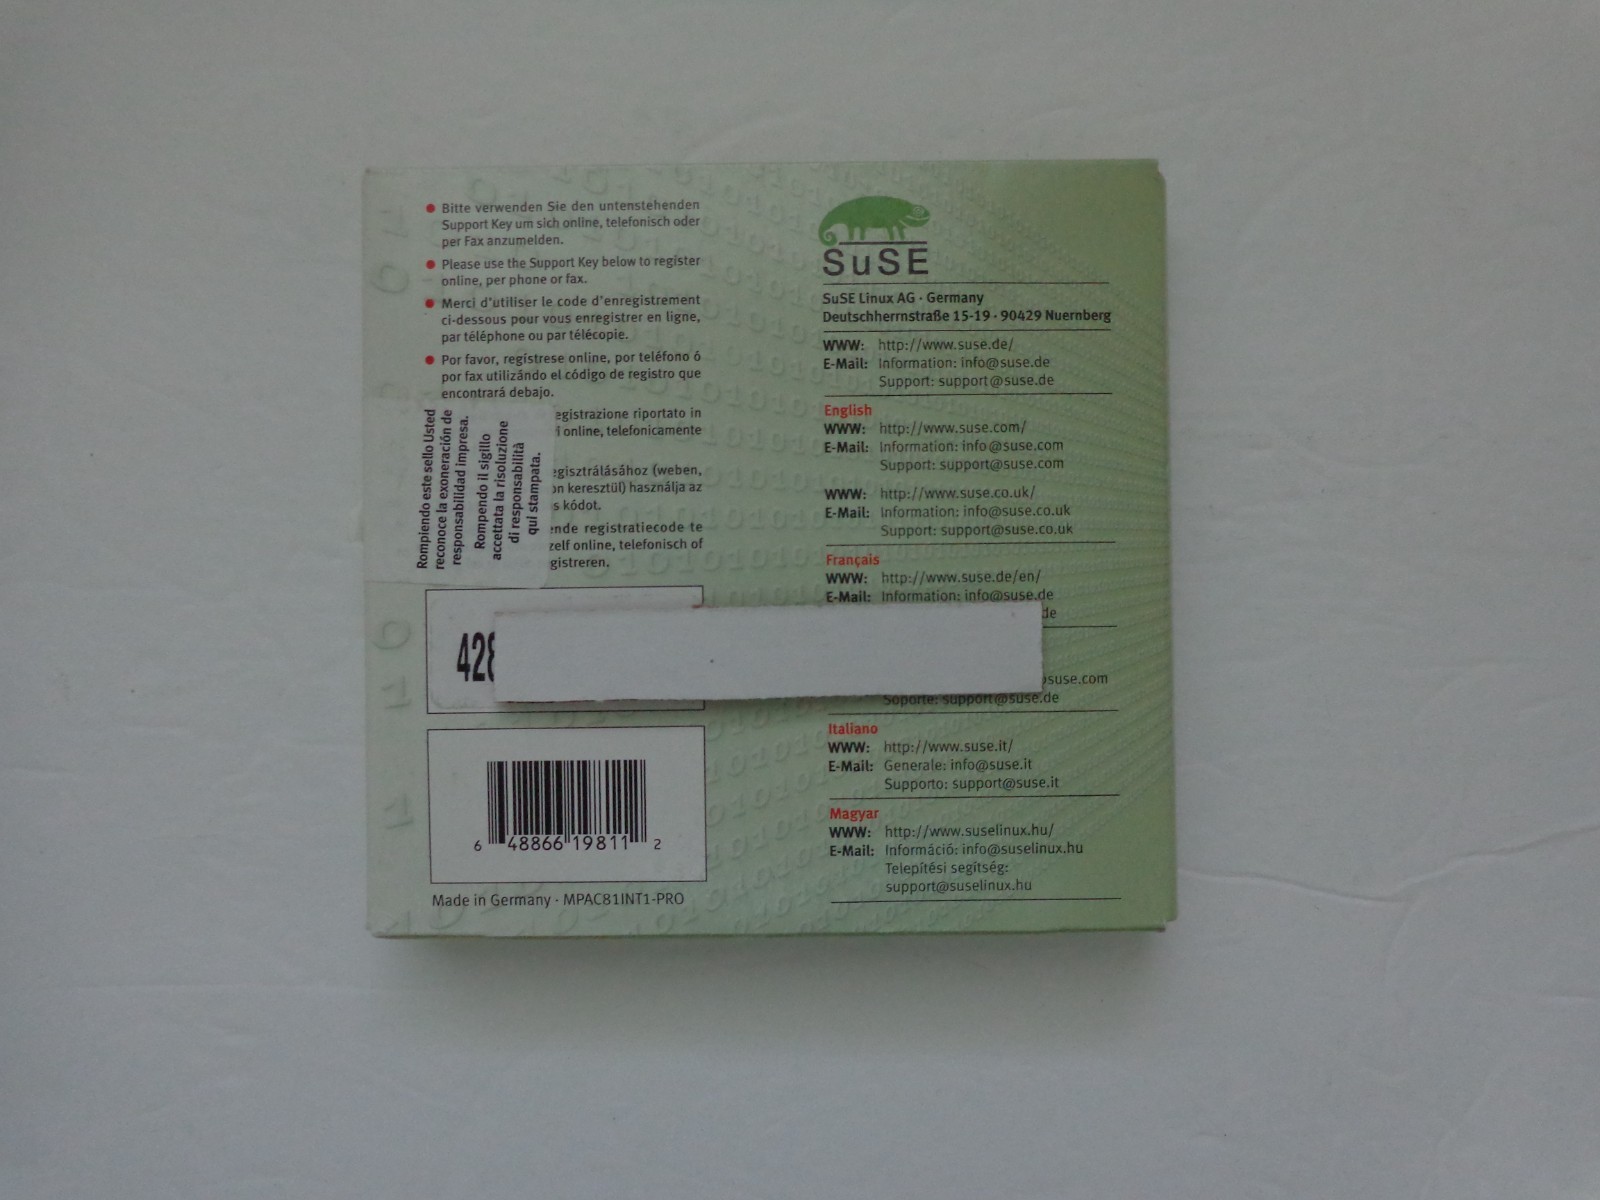 Bitte verwenden Sie den untenstehenden
Support Key um sich online, telefonisch oder
per Fax anzumelden.
Please use the Support Key below to register
online, per phone or fax.
Merci d'utiliser le code d'enregistrement
ci-dessous pour vous enregistrer en ligne,
par téléphone ou par télécopie.
Por favor, regístrese online, por teléfono ó
por fax utilizándo el código de registro que
encontrará debajo.
riportato in
online, telefonicamente
(weben,
keresztül) használja az
kódot.
registratiecode te
online, telefonisch of
Rompiendo este sello Usted
reconoce la exoneración de
responsabilidad impresa.
Rompendo il sigillo
accettata la risoluzione
di responsabilità
qui stampata.
6 48866 19811 2
Made in Germany · MPAC81INT1-PRO
SuSE
SuSE Linux AG · Germany
Deutschherrnstraße 15-19 · 90429 Nuernberg
WWW: http://www.suse.de/
E-Mail: Information: info@suse.de
Support: support@suse.de
English
WWW: http://www.suse.com/
E-Mail: Information: info@suse.com
Support: support@suse.com
WWW: http://www.suse.co.uk/
E-Mail: Information: info@suse.co.uk
Support: support@suse.co.uk
Français
WWW: http://www.suse.de/en/
E-Mail: Information: info@suse.de
Soporte: support@suse.de
Italiano
WWW: http://www.suse.it/
E-Mail: Generale: info@suse.it
Supporto: support@suse.it
Magyar
WWW: http://www.suselinux.hu/
E-Mail: Információ: info@suselinux.hu
Telepítési segítség:
support@suselinux.hu